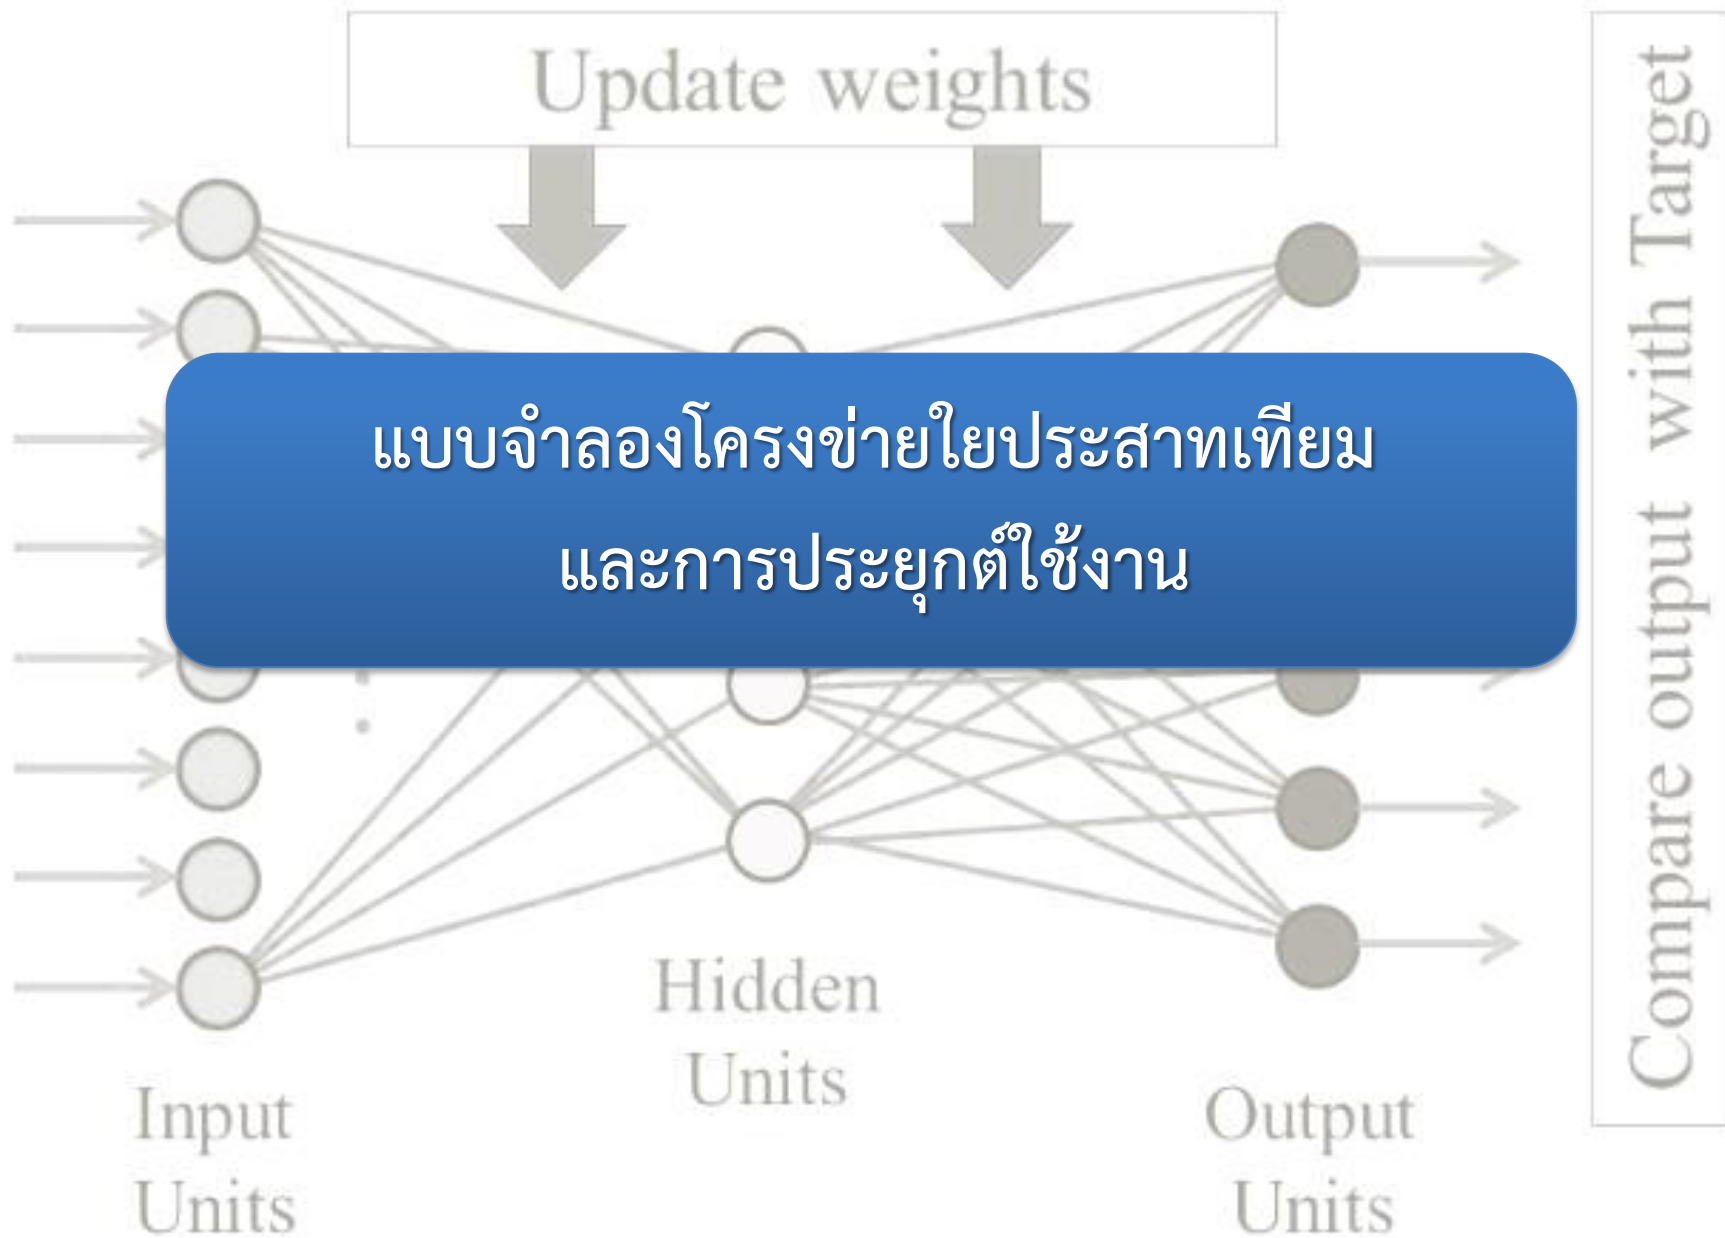 Update weights
แบบจำลองโครงข่ายใยประสาทเทียม
และการประยุกต์ใช้งาน
Compare output with Target
Hidden
Units
Input
Units
Output
Units